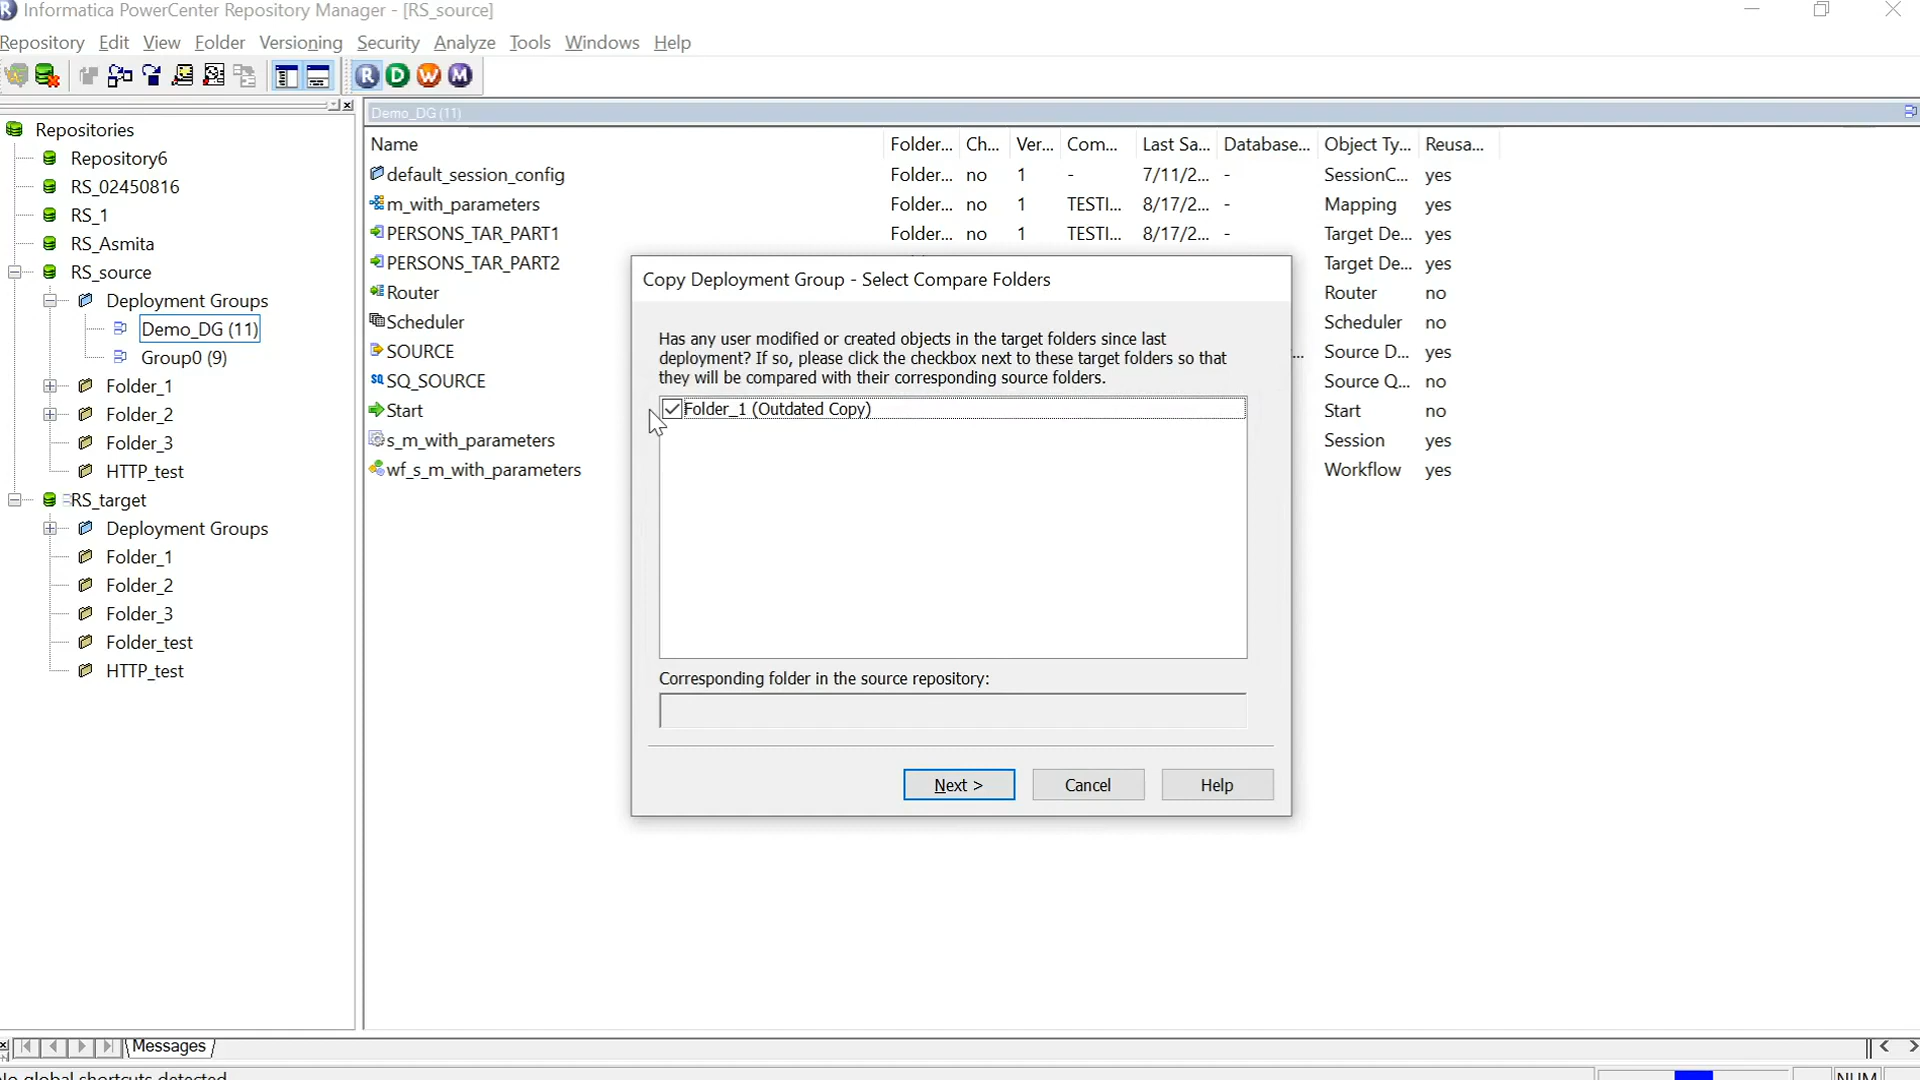 Informatica PowerCenter Repository Manager - [RS_source]
Repository Edit View Folder Versioning Security Analyze Tools Windows Help
R D W M
Demo_DG (11)
Repositories
Repository6
RS_02450816
RS_1
RS_Asmita
RS_source
Deployment Groups
Demo_DG (11)
Group0 (9)
Folder_1
Folder_2
Folder_3
HTTP_test
RS_target
Deployment Groups
Folder_1
Folder_2
Folder_3
Folder_test
HTTP_test
Name Folder... Ch... Ver... Com... Last Sa... Database... Object Ty... Reusa...
default_session_config Folder... no 1 - 7/11/2... - SessionC... yes
m_with_parameters Folder... no 1 TESTI... 8/17/2... - Mapping yes
PERSONS_TAR_PART1 Folder... no 1 TESTI... 8/17/2... - Target De... yes
PERSONS_TAR_PART2 Target De... yes
Router Router no
Scheduler Scheduler no
SOURCE ... Source D... yes
SQ_SOURCE Source Q... no
Start Start no
s_m_with_parameters Session yes
wf_s_m_with_parameters Workflow yes
Copy Deployment Group - Select Compare Folders
Has any user modified or created objects in the target folders since last
deployment? If so, please click the checkbox next to these target folders so that
they will be compared with their corresponding source folders.
Folder_1 (Outdated Copy)
Corresponding folder in the source repository:
Next > Cancel Help
Messages
No global shortcuts detected
NUM